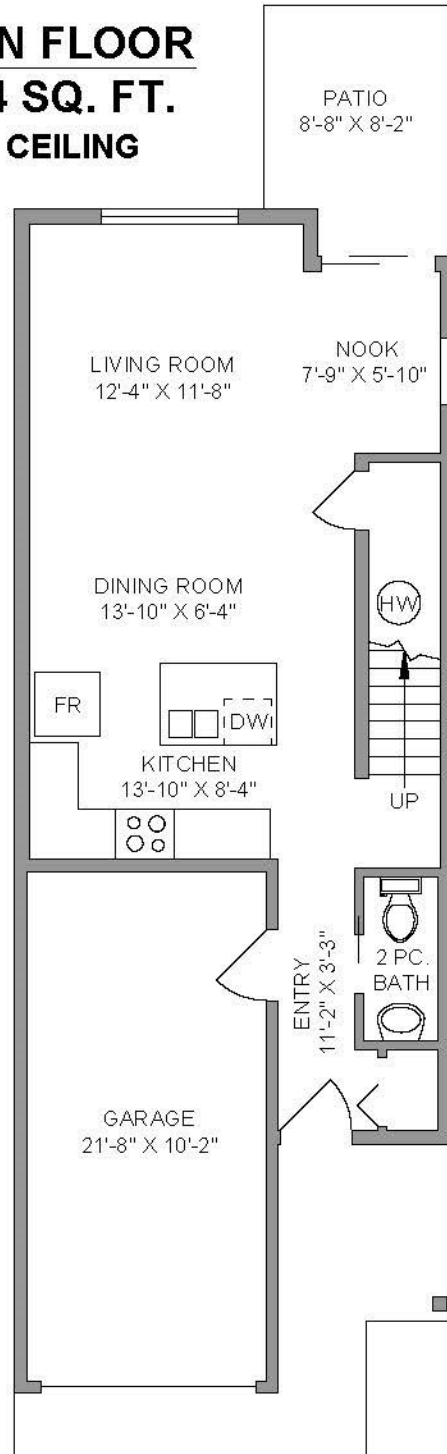 N FLOOR
4 SQ. FT.
CEILING
PATIO
8'-8" X 8'-2"
LIVING ROOM
12'-4" X 11'-8"
NOOK
7'-9" X 5'-10"
DINING ROOM
13'-10" X 6'-4"
HW
FR
DW
KITCHEN
13'-10" X 8'-4"
UP
ENTRY
11'-2" X 3'-3"
2 PC.
BATH
GARAGE
21'-8" X 10'-2"